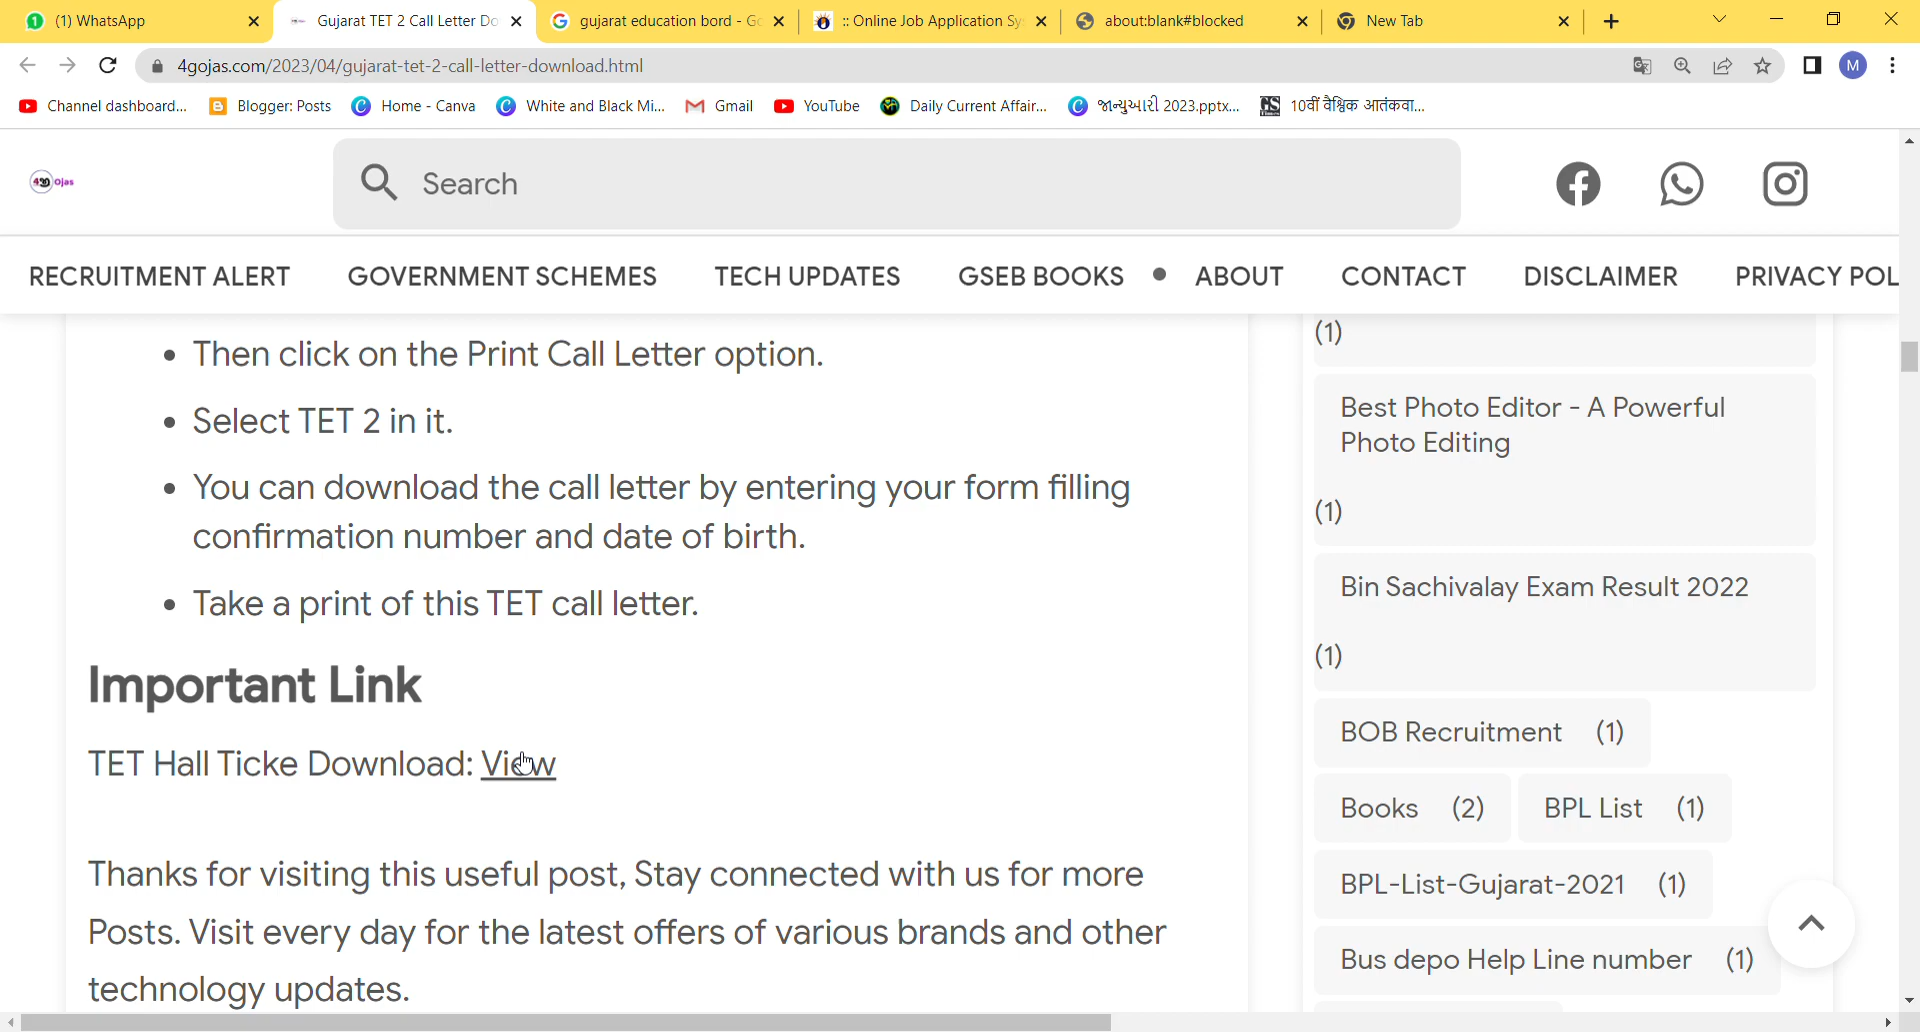 (1) WhatsApp
Gujarat TET 2 Call Letter Do
gujarat education bord - Go
:: Online Job Application Sy
about:blank#blocked
New Tab
4gojas.com/2023/04/gujarat-tet-2-call-letter-download.html
M
Channel dashboard...
Blogger: Posts
Home - Canva
White and Black Mi...
Gmail
YouTube
Daily Current Affair...
જાન્યુઆરી 2023.pptx...
10वीं वैश्विक आतंकवा...
Ojas
Search
RECRUITMENT ALERT
GOVERNMENT SCHEMES
TECH UPDATES
GSEB BOOKS
ABOUT
CONTACT
DISCLAIMER
PRIVACY POL
• Then click on the Print Call Letter option.
• Select TET 2 in it.
• You can download the call letter by entering your form filling
confirmation number and date of birth.
• Take a print of this TET call letter.
Important Link
TET Hall Ticke Download: View
Thanks for visiting this useful post, Stay connected with us for more
Posts. Visit every day for the latest offers of various brands and other
technology updates.
(1)
Best Photo Editor - A Powerful
Photo Editing
(1)
Bin Sachivalay Exam Result 2022
(1)
BOB Recruitment (1)
Books (2)
BPL List (1)
BPL-List-Gujarat-2021 (1)
Bus depo Help Line number (1)